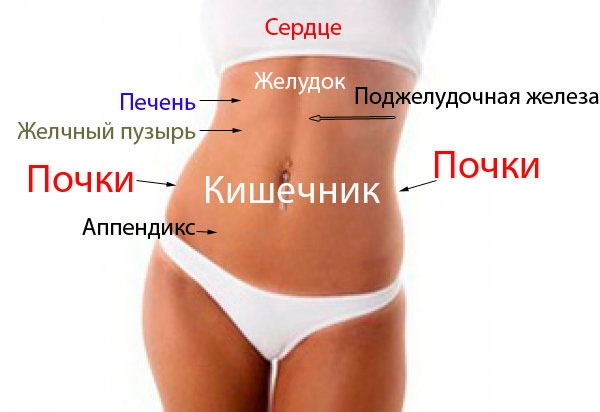 Сердце
Желудок
Печень
Поджелудочная железа
Желчный пузырь
Почки
Почки
Кишечник
Аппендикс